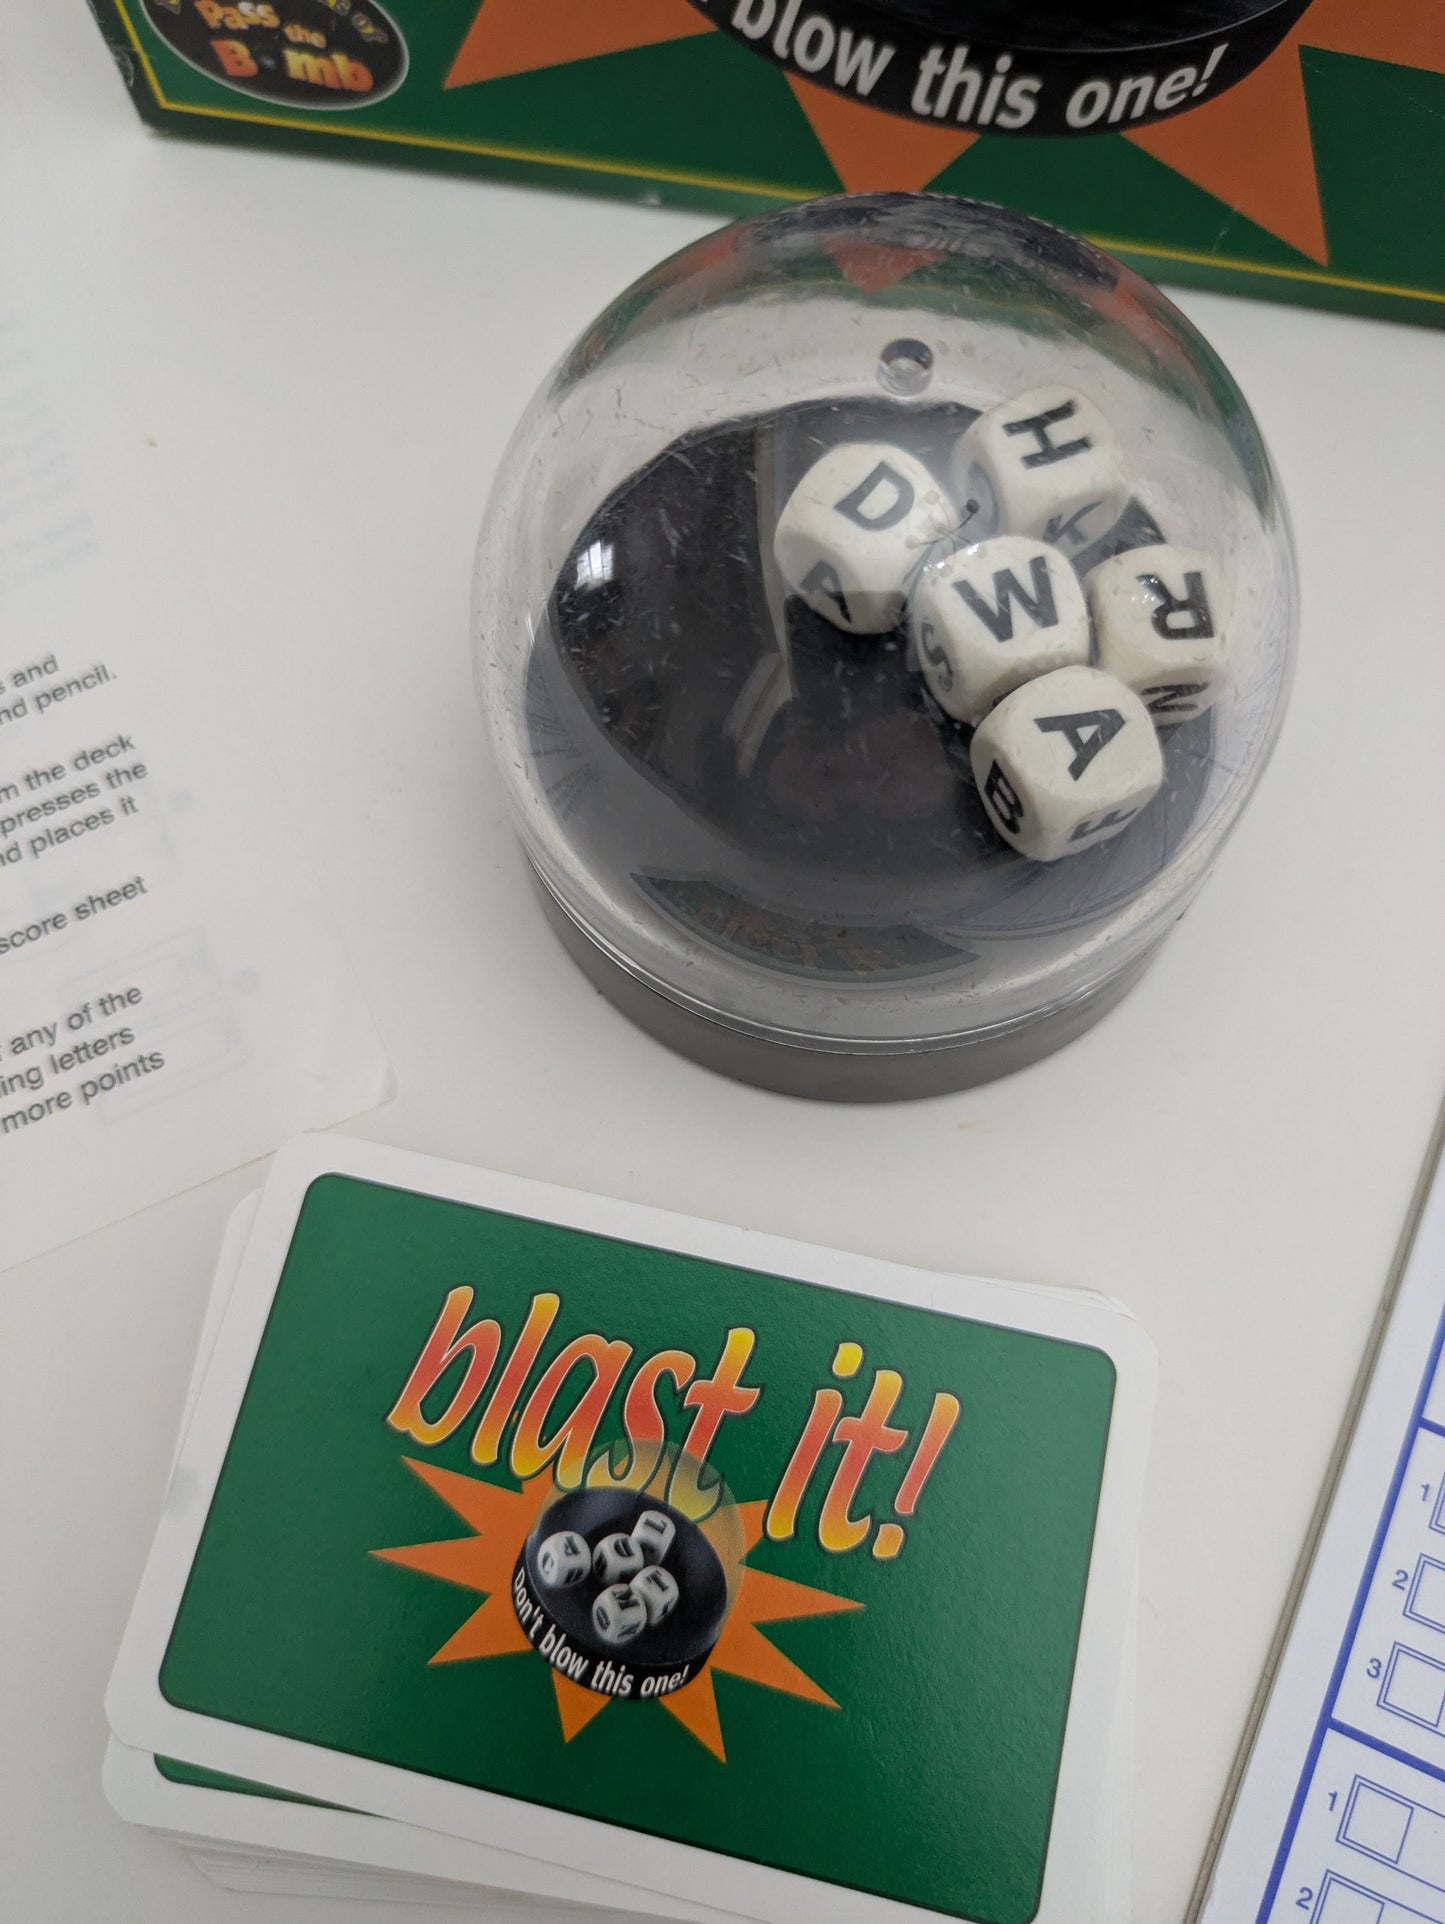 Pass
the
B mb
blow this one!
H
D
K
A
W
R
S
N
A
B
E
and
nd pencil.
m the deck
presses the
nd places it
score sheet
any of the
ing letters
more points
blast it!
Don't blow this one!
1
2
3
1
2